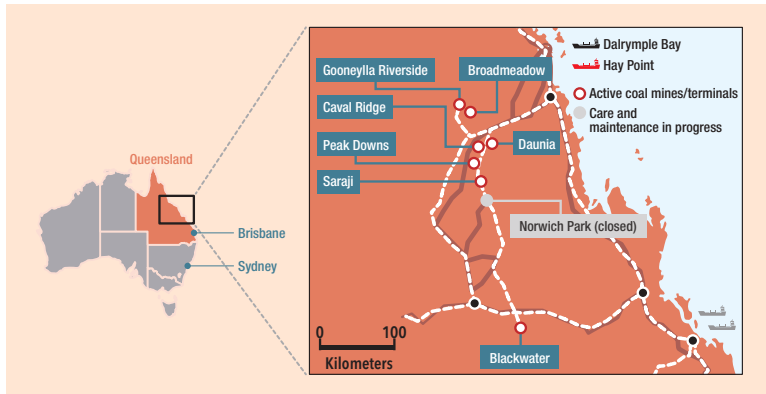 Queensland
Brisbane
Sydney
Gooneylla Riverside
Broadmeadow
Caval Ridge
Peak Downs
Daunia
Saraji
Norwich Park (closed)
Blackwater
0 100
Kilometers
Dalrymple Bay
Hay Point
Active coal mines/terminals
Care and
maintenance in progress